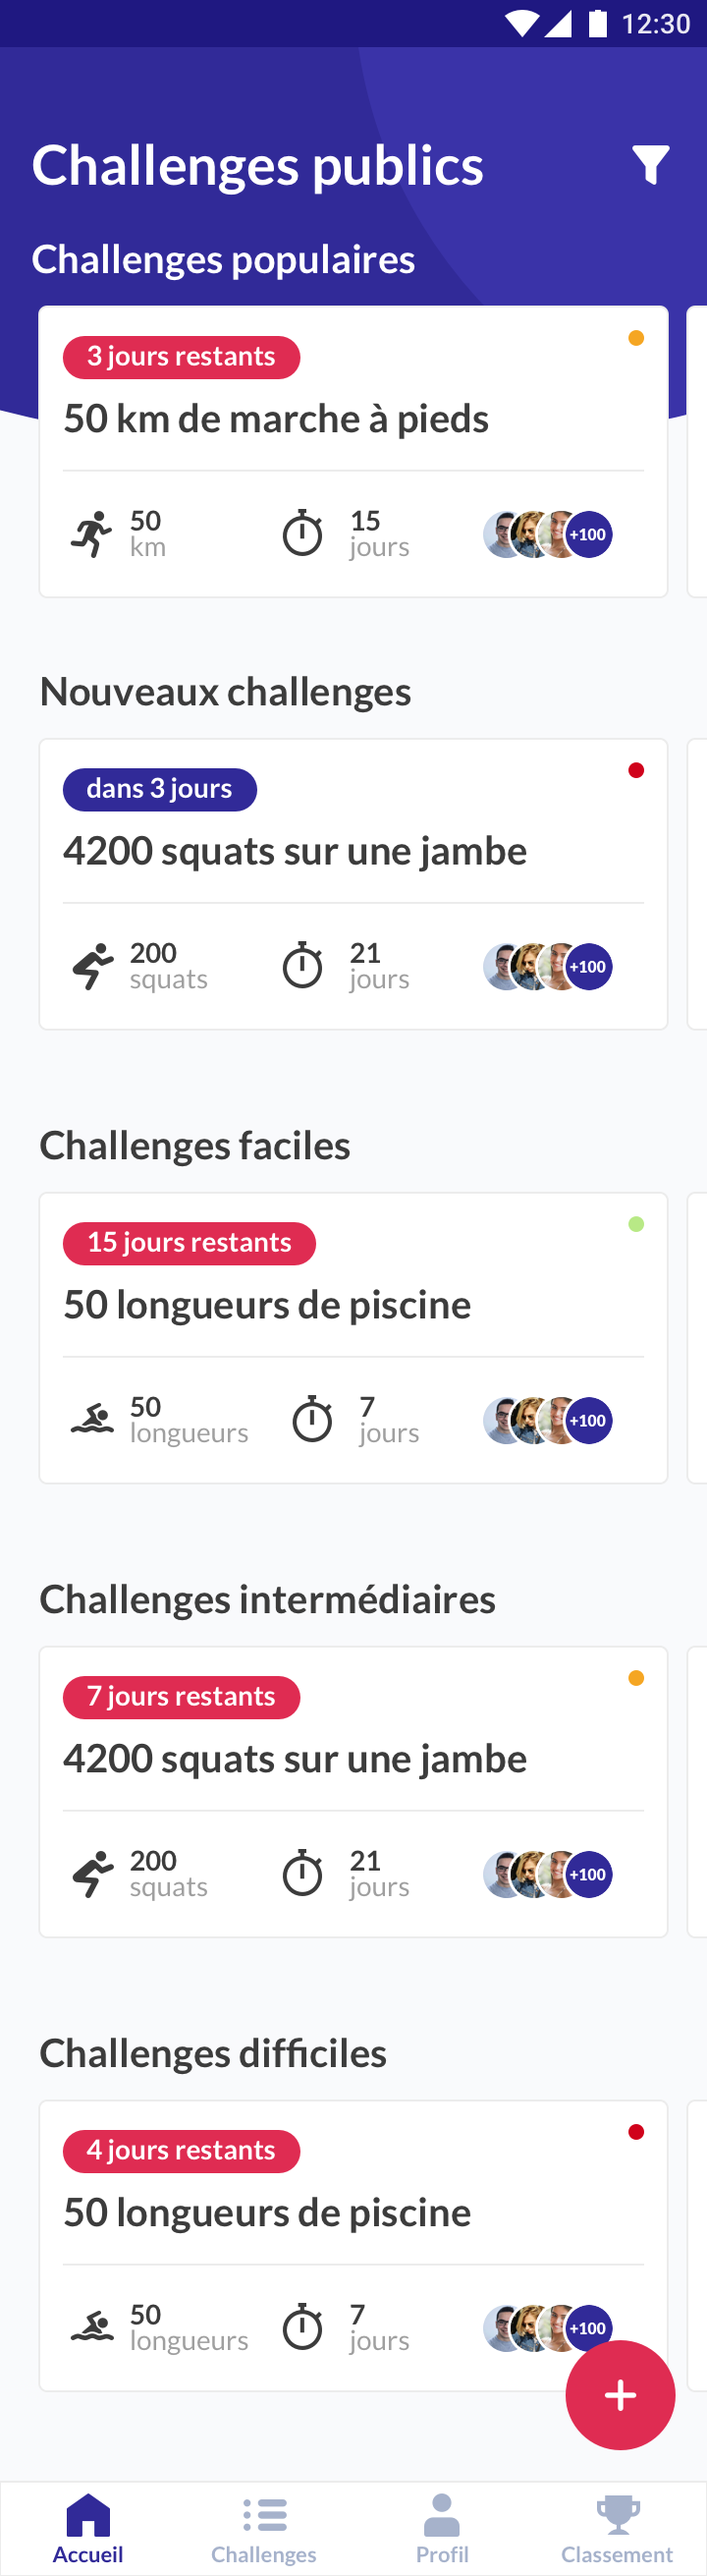 12:30
Challenges publics
Challenges populaires
3 jours restants
50 km de marche à pieds
50
km
15
jours
+100
Nouveaux challenges
dans 3 jours
4200 squats sur une jambe
200
squats
21
jours
+100
Challenges faciles
15 jours restants
50 longueurs de piscine
50
longueurs
7
jours
+100
Challenges intermédiaires
7 jours restants
4200 squats sur une jambe
200
squats
21
jours
+100
Challenges difficiles
4 jours restants
50 longueurs de piscine
50
longueurs
7
jours
+100
Accueil
Challenges
Profil
Classement